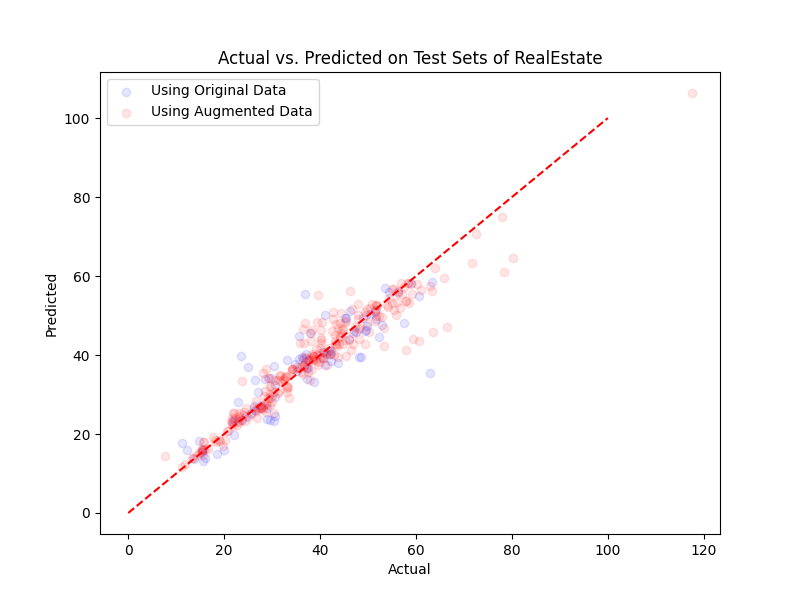 Actual vs. Predicted on Test Sets of RealEstate
Using Original Data
Using Augmented Data
100
80
60
40
20
0
Predicted
0 20 40 60 80 100 120
Actual